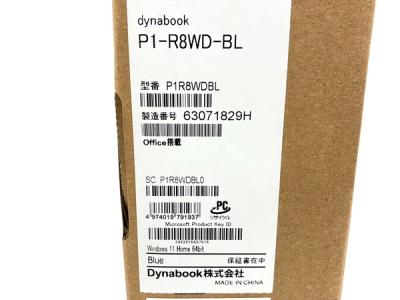 dynabook
P1-R8WD-BL
型番 P1R8WDBL
製造番号 63071829H
Office搭載
SC P1R8WDBL0
PC
リサイクル
4 974019 791937
Microsoft Product Key ID
Windows 11 Home 64bit
Blue 保証書在中
Dynabook株式会社
MADE IN CHINA